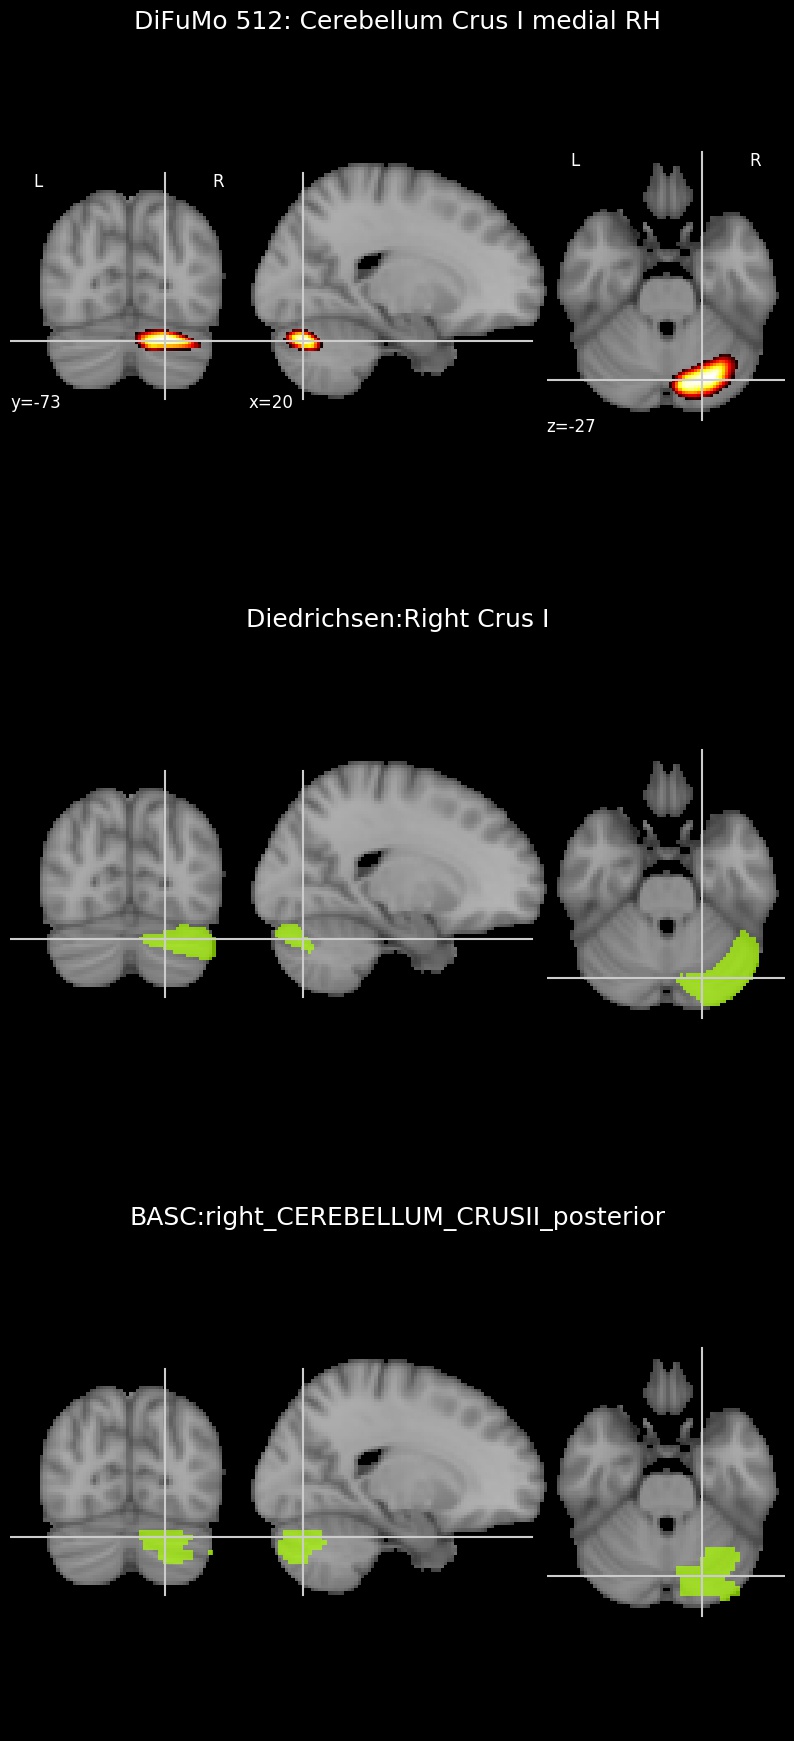 DiFuMo 512: Cerebellum Crus I medial RH
L R L R
y=-73 x=20 z=-27
Diedrichsen:Right Crus I
BASC:right_CEREBELLUM_CRUSII_posterior